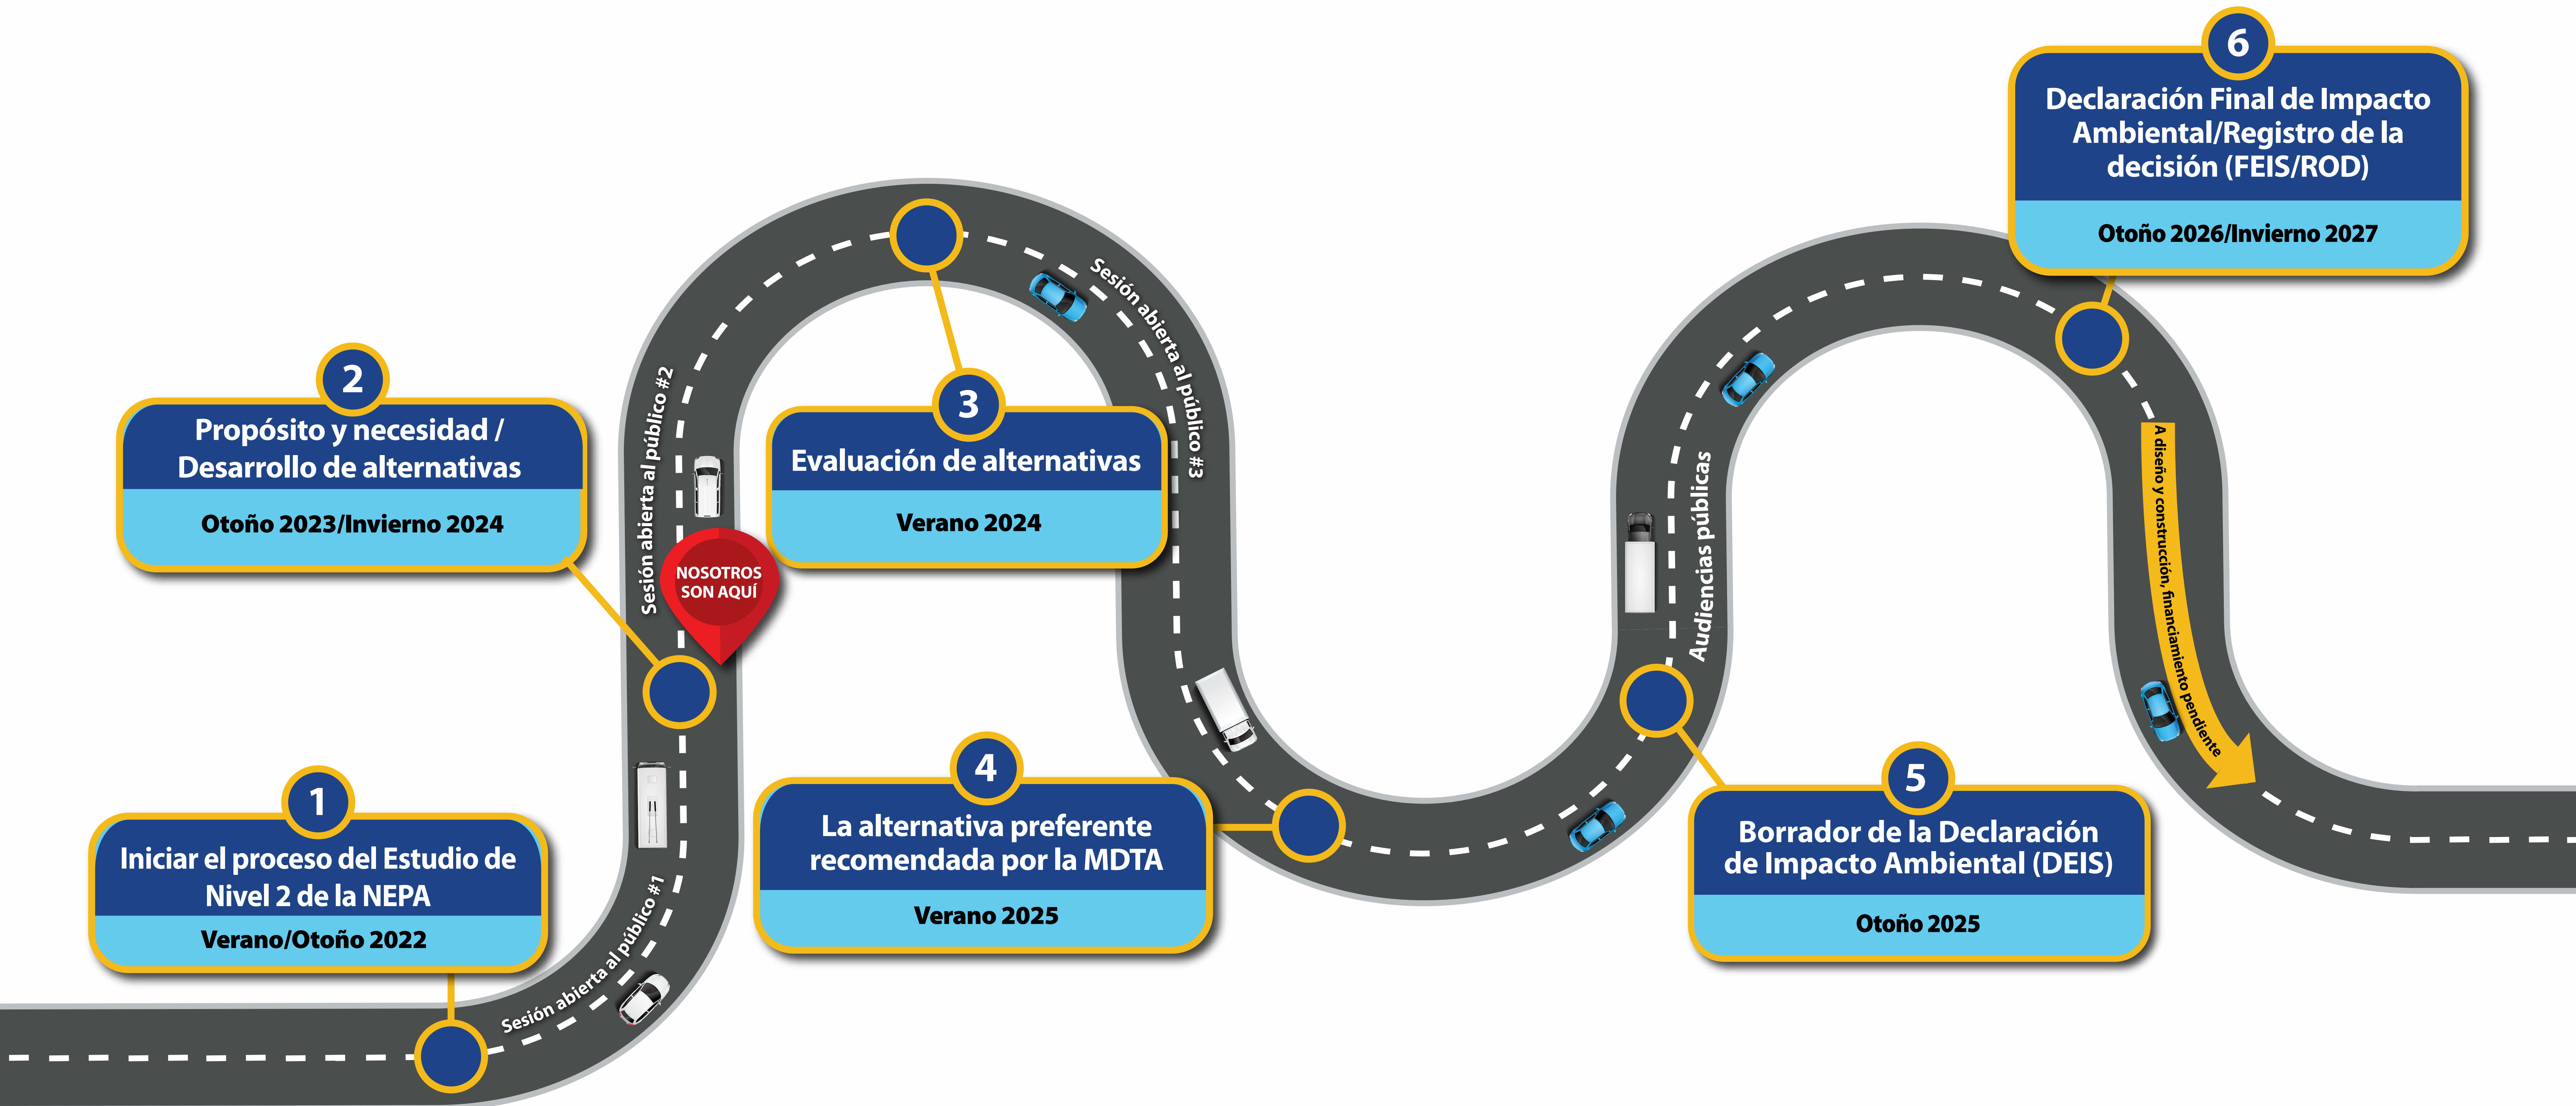 1
Iniciar el proceso del Estudio de
Nivel 2 de la NEPA
Verano/Otoño 2022
Sesión abierta al público #1
2
Propósito y necesidad /
Desarrollo de alternativas
Otoño 2023/Invierno 2024
NOSOTROS
SON AQUÍ
Sesión abierta al público #2
3
Evaluación de alternativas
Verano 2024
Sesión abierta al público #3
4
La alternativa preferente
recomendada por la MDTA
Verano 2025
5
Borrador de la Declaración
de Impacto Ambiental (DEIS)
Otoño 2025
Audiencias públicas
6
Declaración Final de Impacto
Ambiental/Registro de la
decisión (FEIS/ROD)
Otoño 2026/Invierno 2027
A diseño y construcción, financiamiento pendiente